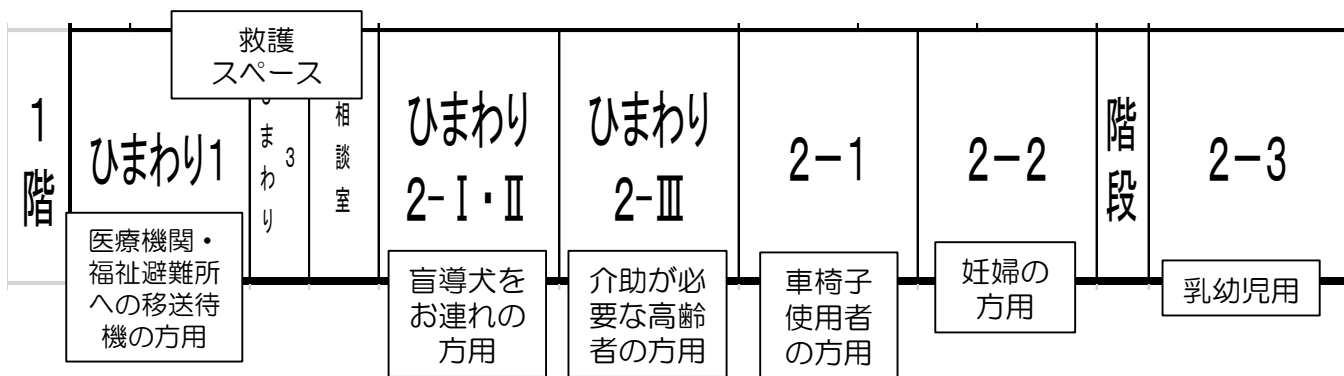 救護
スペース
1
階
ひまわり1
ひまわり
3
相
談
室
ひまわり
2-Ⅰ・Ⅱ
ひまわり
2-Ⅲ
2-1
2-2
階
段
2-3
医療機関・
福祉避難所
への移送待
機の方用
盲導犬を
お連れの
方用
介助が必
要な高齢
者の方用
車椅子
使用者
の方用
妊婦の
方用
乳幼児用